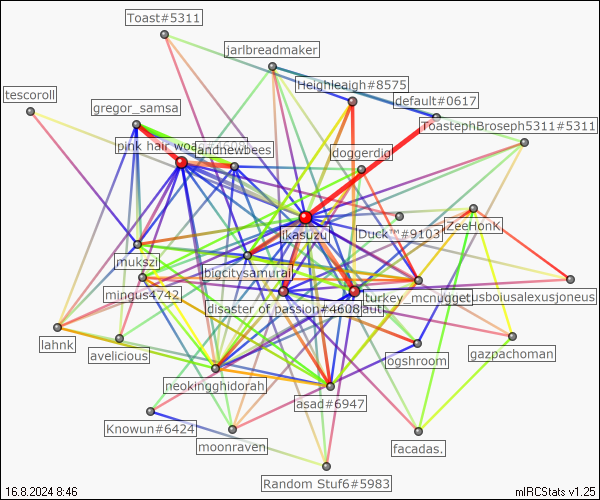 Toast#5311
jarlbreadmaker
Heighleaigh#8575
tescoroll
default#0617
gregor_samsa
ToastephBroseph5311#5311
pink hair woa
andnewbees
doggerdid
ikasuzu
Duck™#9103
ZeeHonK
mukszi
bigcitysamurai
mingus4742
disaster of passion#4608
turkey_mcnugget
usboiusalexusjoneus
lahnk
avelicious
ogshroom
gazpachoman
neokingghidorah
asad#6947
Knowun#6424
moonraven
facadas.
Random Stuf6#5983
16.8.2024 8:46
mIRCStats v1.25